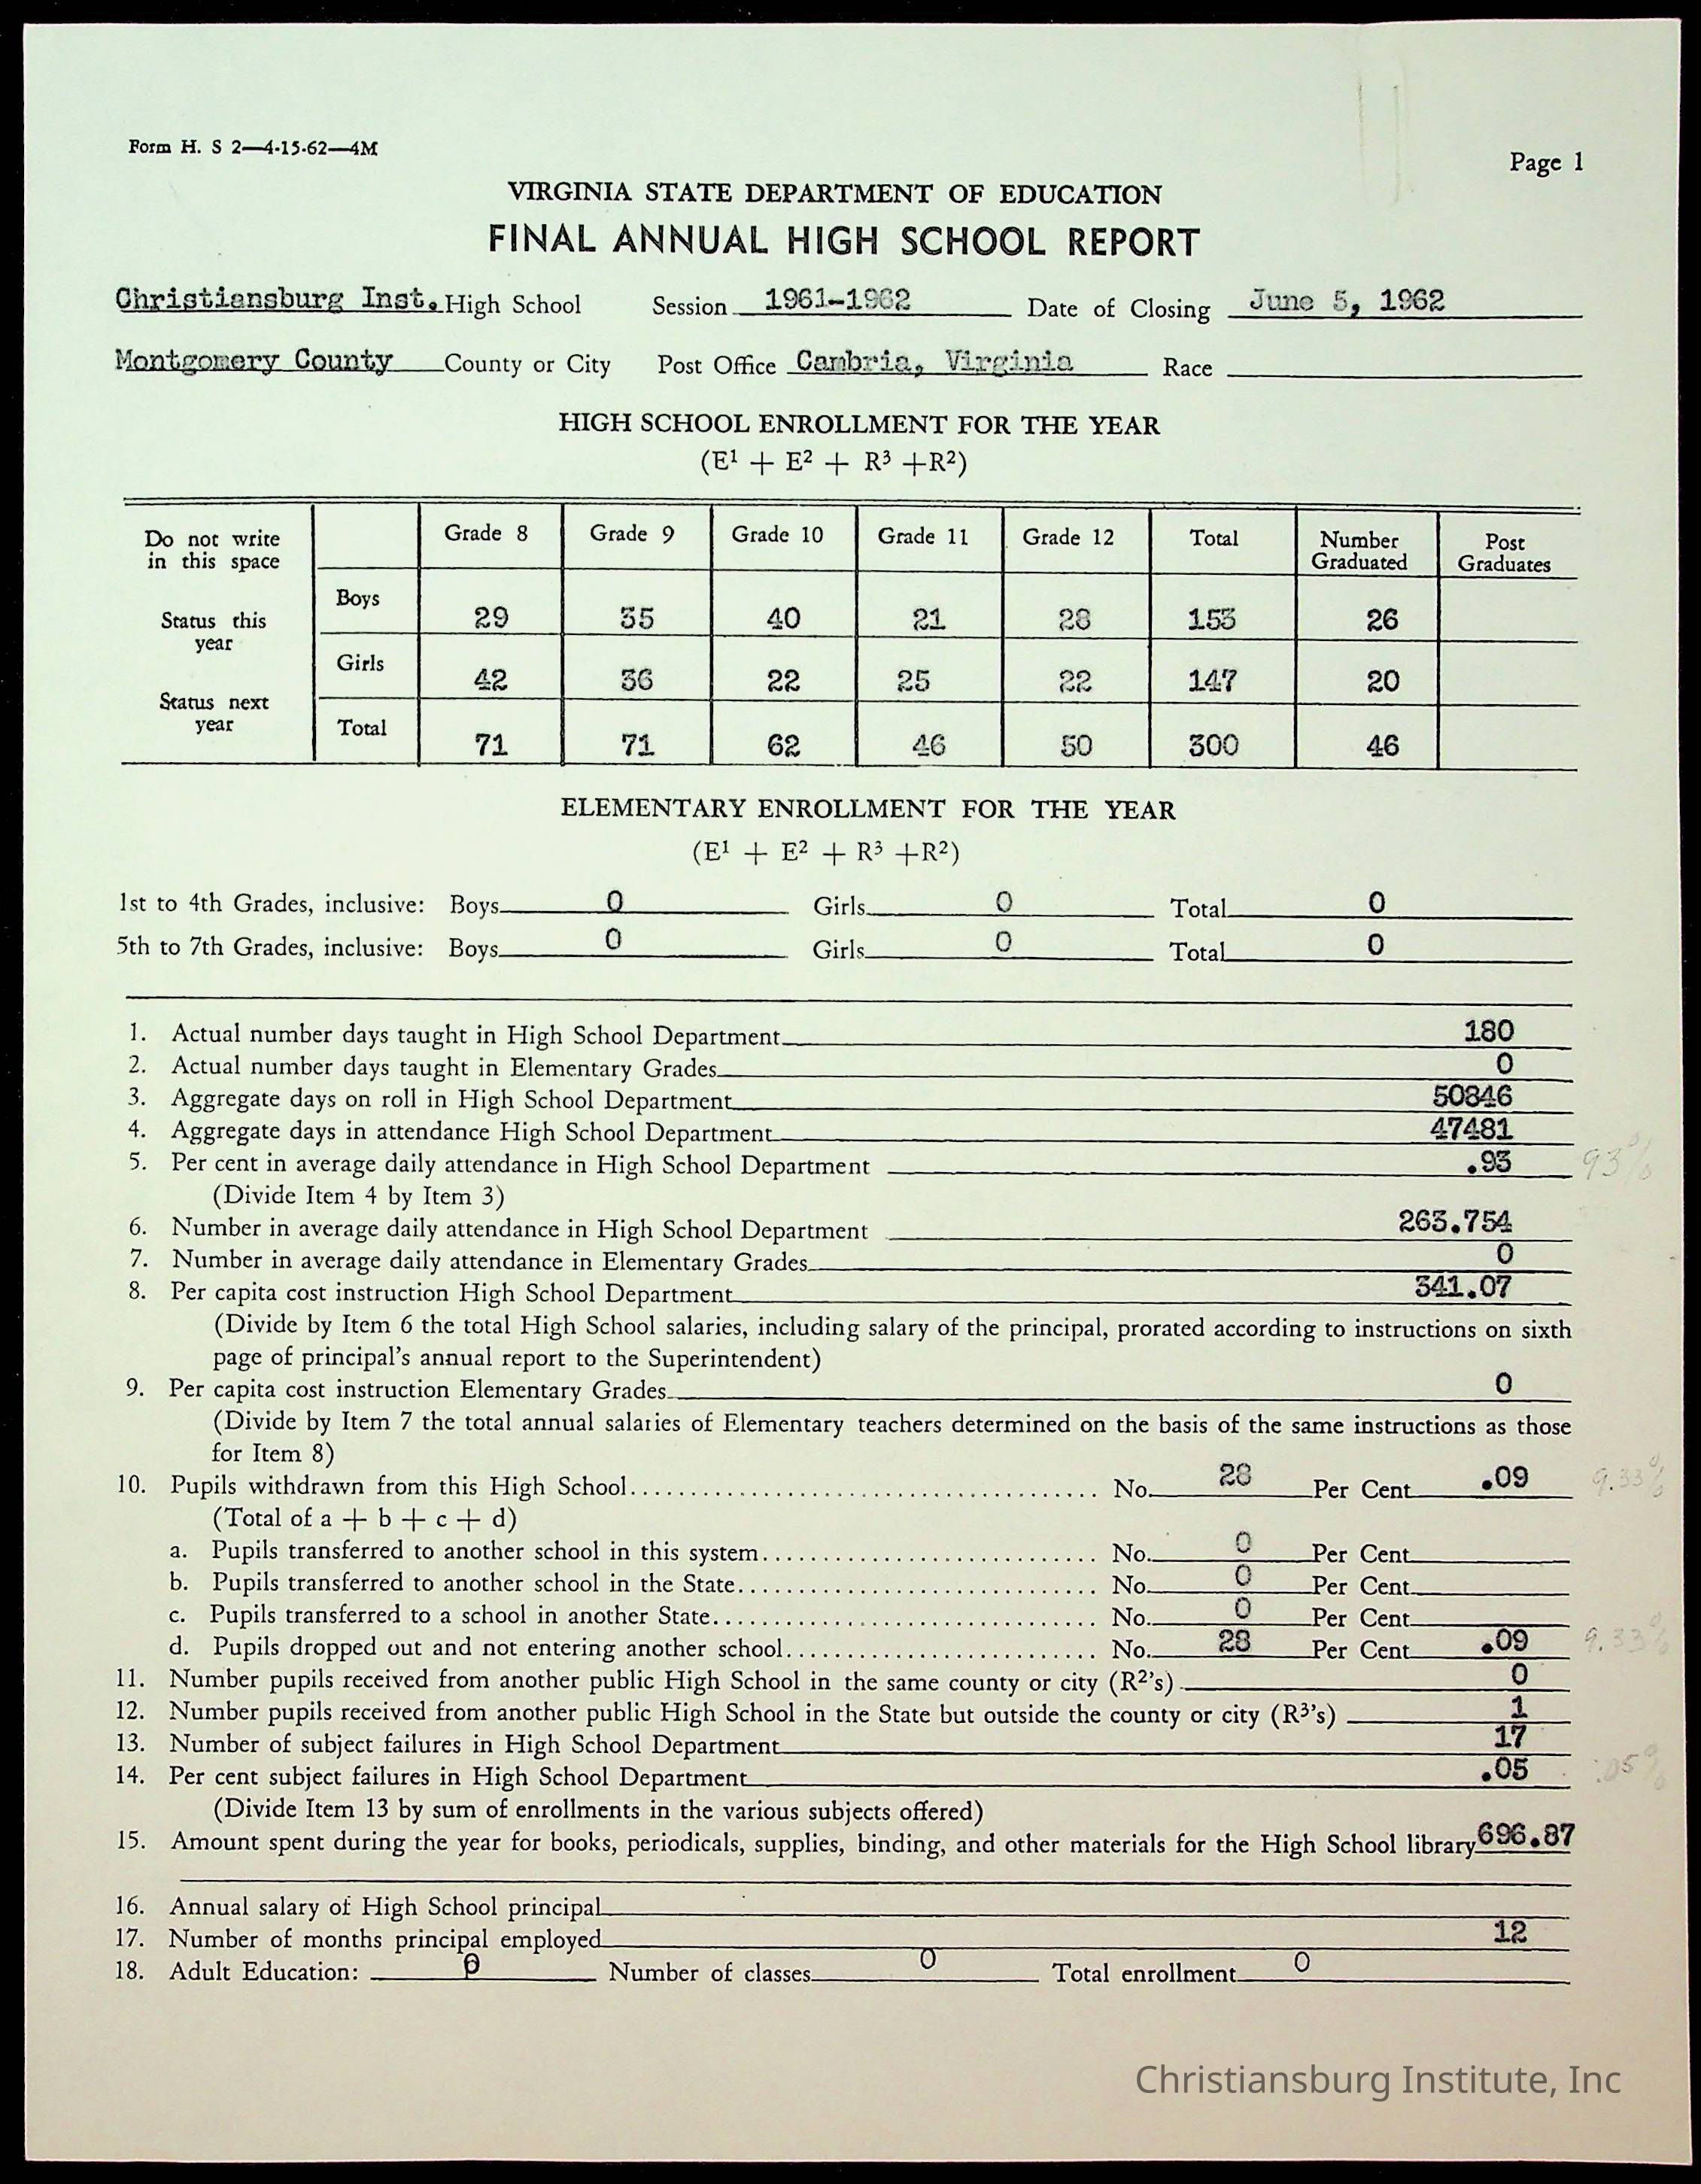 Form H. S 2—4-15-62—4M
Page 1
VIRGINIA STATE DEPARTMENT OF EDUCATION
FINAL ANNUAL HIGH SCHOOL REPORT
Christiansburg Inst. High School Session 1961-1962 Date of Closing June 5, 1962
Montgomery County County or City Post Office Cambria, Virginia Race
HIGH SCHOOL ENROLLMENT FOR THE YEAR
(E¹ + E² + R³ +R²)
Do not write in this space Grade 8 Grade 9 Grade 10 Grade 11 Grade 12 Total Number Graduated Post Graduates
Status this year Boys 29 35 40 21 28 153 26
Girls 42 36 22 25 22 147 20
Status next year Total 71 71 62 46 50 300 46
ELEMENTARY ENROLLMENT FOR THE YEAR
(E¹ + E² + R³ +R²)
1st to 4th Grades, inclusive: Boys 0 Girls 0 Total 0
5th to 7th Grades, inclusive: Boys 0 Girls 0 Total 0
1. Actual number days taught in High School Department 180
2. Actual number days taught in Elementary Grades 0
3. Aggregate days on roll in High School Department 50846
4. Aggregate days in attendance High School Department 47481
5. Per cent in average daily attendance in High School Department .93 93%
(Divide Item 4 by Item 3)
6. Number in average daily attendance in High School Department 263.754
7. Number in average daily attendance in Elementary Grades 0
8. Per capita cost instruction High School Department 341.07
(Divide by Item 6 the total High School salaries, including salary of the principal, prorated according to instructions on sixth
page of principal's annual report to the Superintendent)
9. Per capita cost instruction Elementary Grades 0
(Divide by Item 7 the total annual salaries of Elementary teachers determined on the basis of the same instructions as those
for Item 8)
10. Pupils withdrawn from this High School No. 28 Per Cent .09 9.33%
(Total of a + b + c + d)
a. Pupils transferred to another school in this system No. 0 Per Cent
b. Pupils transferred to another school in the State No. 0 Per Cent
c. Pupils transferred to a school in another State No. 0 Per Cent
d. Pupils dropped out and not entering another school No. 28 Per Cent .09 9.33%
11. Number pupils received from another public High School in the same county or city (R²'s) 0
12. Number pupils received from another public High School in the State but outside the county or city (R³'s) 1
13. Number of subject failures in High School Department 17
14. Per cent subject failures in High School Department .05 .05%
(Divide Item 13 by sum of enrollments in the various subjects offered)
15. Amount spent during the year for books, periodicals, supplies, binding, and other materials for the High School library 696.87
16. Annual salary of High School principal
17. Number of months principal employed 12
18. Adult Education: 0 Number of classes 0 Total enrollment 0
Christiansburg Institute, Inc